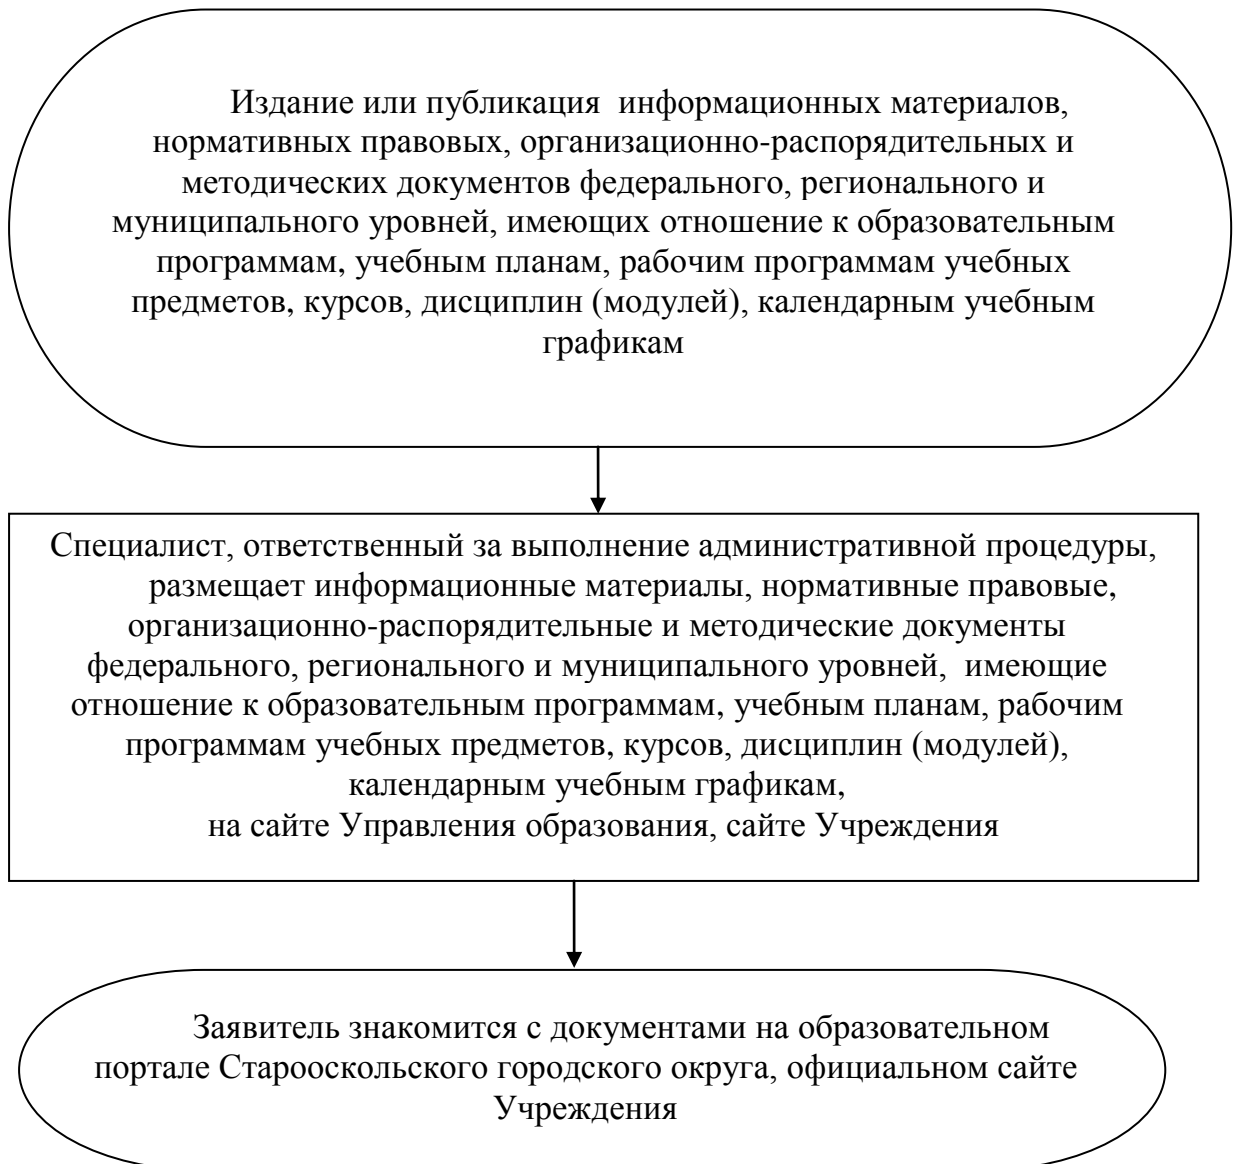 Издание или публикация информационных материалов,
нормативных правовых, организационно-распорядительных и
методических документов федерального, регионального и
муниципального уровней, имеющих отношение к образовательным
программам, учебным планам, рабочим программам учебных
предметов, курсов, дисциплин (модулей), календарным учебным
графикам
Специалист, ответственный за выполнение административной процедуры,
размещает информационные материалы, нормативные правовые,
организационно-распорядительные и методические документы
федерального, регионального и муниципального уровней, имеющие
отношение к образовательным программам, учебным планам, рабочим
программам учебных предметов, курсов, дисциплин (модулей),
календарным учебным графикам,
на сайте Управления образования, сайте Учреждения
Заявитель знакомится с документами на образовательном
портале Старооскольского городского округа, официальном сайте
Учреждения